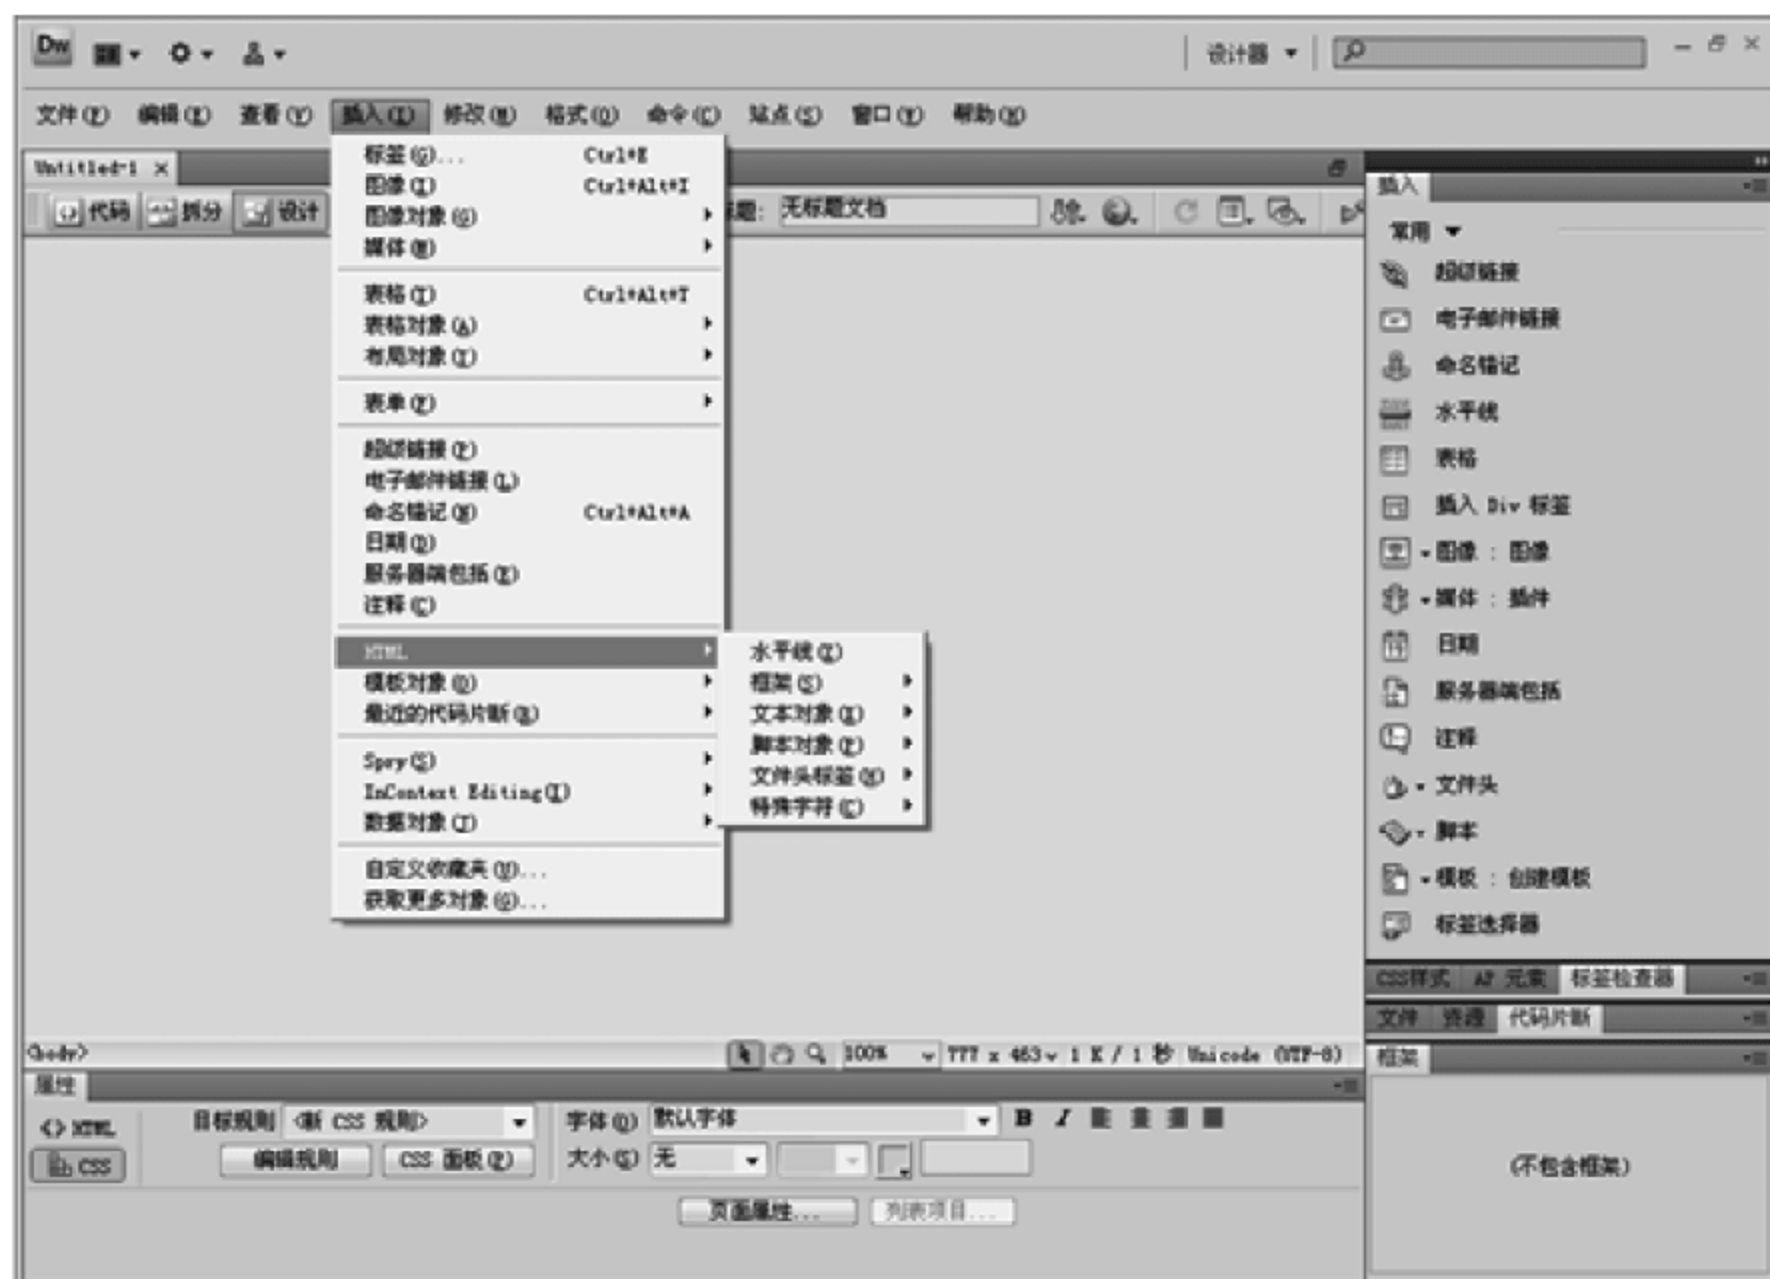 Dw
设计器
文件(F) 编辑(E) 查看(V) 插入(I) 修改(M) 格式(O) 命令(C) 站点(S) 窗口(W) 帮助(H)
Untitled-1
代码 拆分 设计
题: 无标题文档
标签(G)... Ctrl+E
图像(I) Ctrl+Alt+I
图像对象(G)
媒体(M)
表格(T) Ctrl+Alt+T
表格对象(A)
布局对象(Y)
表单(F)
超级链接(P)
电子邮件链接(L)
命名锚记(N) Ctrl+Alt+A
日期(D)
服务器端包括(E)
注释(C)
HTML
模板对象(O)
最近的代码片断(R)
Spry(S)
InContext Editing(I)
数据对象(J)
自定义收藏夹(U)...
获取更多对象(G)...
水平线(Z)
框架(S)
文本对象(X)
脚本对象(P)
文件头标签(H)
特殊字符(C)
插入
常用
超级链接
电子邮件链接
命名锚记
水平线
表格
插入 Div 标签
图像 : 图像
媒体 : 插件
日期
服务器端包括
注释
文件头
脚本
模板 : 创建模板
标签选择器
CSS样式 AP 元素 标签检查器
文件 资源 代码片断
框架
(不包含框架)
<body>
100% 777 x 463 1 K / 1 秒 Unicode (UTF-8)
属性
<> HTML
CSS
目标规则 <新 CSS 规则>
编辑规则 CSS 面板(P)
字体(O) 默认字体 B I
大小(S) 无
页面属性... 列表项目...